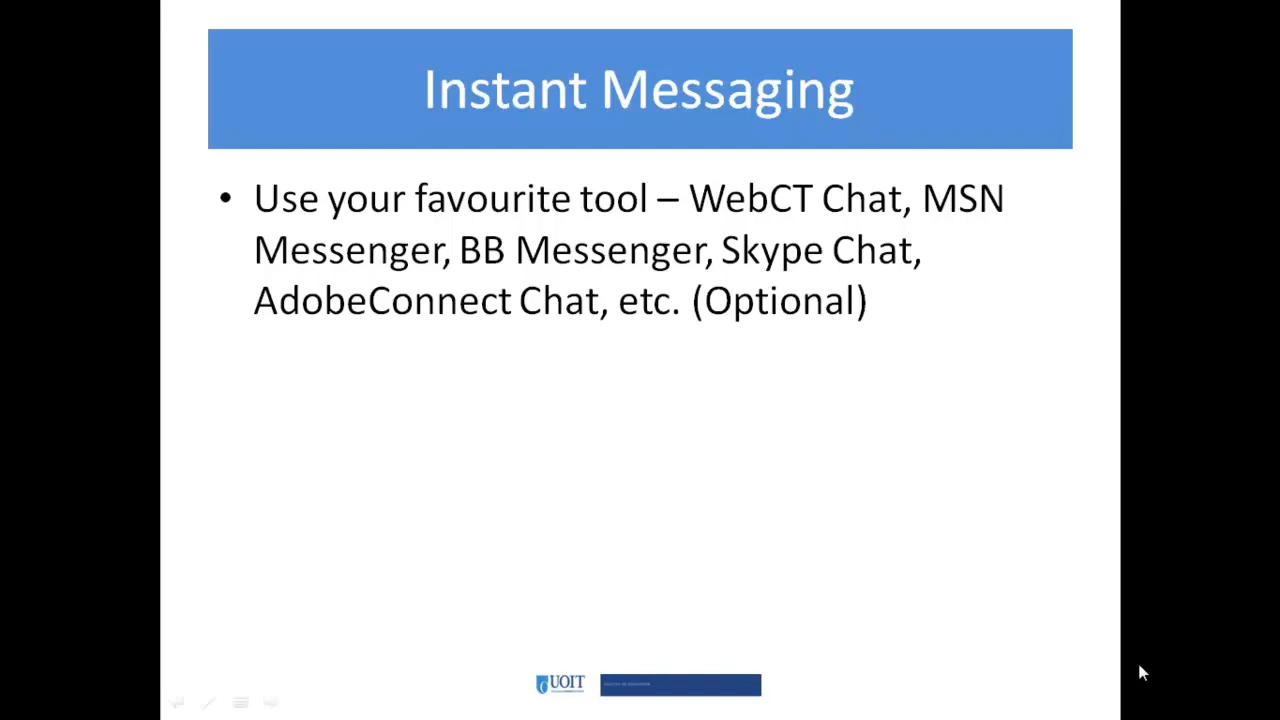 Instant Messaging
• Use your favourite tool – WebCT Chat, MSN
Messenger, BB Messenger, Skype Chat,
AdobeConnect Chat, etc. (Optional)
UOIT